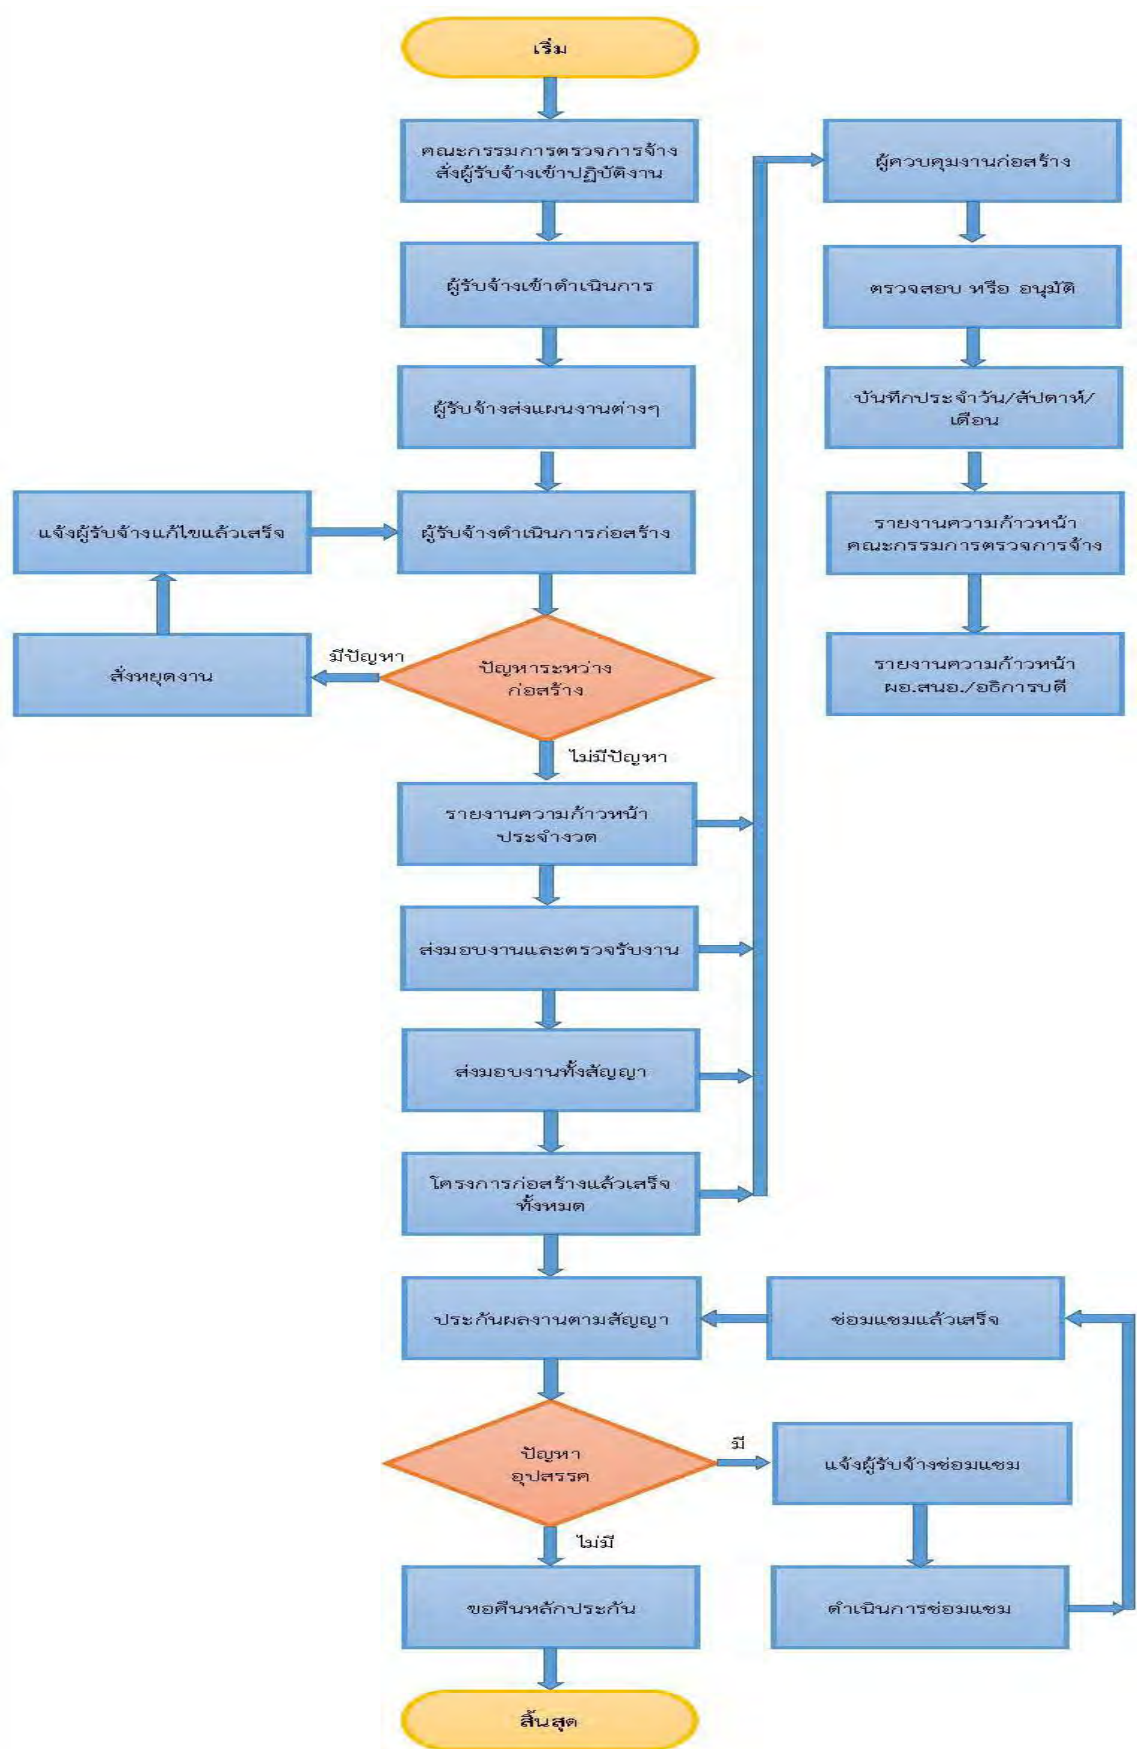 เริ่ม
คณะกรรมการตรวจการจ้าง
สั่งผู้รับจ้างเข้าปฏิบัติงาน
ผู้รับจ้างเข้าดำเนินการ
ผู้รับจ้างส่งแผนงานต่างๆ
แจ้งผู้รับจ้างแก้ไขแล้วเสร็จ
ผู้รับจ้างดำเนินการก่อสร้าง
สั่งหยุดงาน
มีปัญหา
ปัญหาระหว่าง
ก่อสร้าง
ไม่มีปัญหา
รายงานความก้าวหน้า
ประจำงวด
ส่งมอบงานและตรวจรับงาน
ส่งมอบงานทั้งสัญญา
โครงการก่อสร้างแล้วเสร็จ
ทั้งหมด
ผู้ควบคุมงานก่อสร้าง
ตรวจสอบ หรือ อนุมัติ
บันทึกประจำวัน/สัปดาห์/
เดือน
รายงานความก้าวหน้า
คณะกรรมการตรวจการจ้าง
รายงานความก้าวหน้า
ผอ.สนอ./อธิการบดี
ประกันผลงานตามสัญญา
ซ่อมแซมแล้วเสร็จ
ปัญหา
อุปสรรค
มี
แจ้งผู้รับจ้างซ่อมแซม
ไม่มี
ขอคืนหลักประกัน
ดำเนินการซ่อมแซม
สิ้นสุด